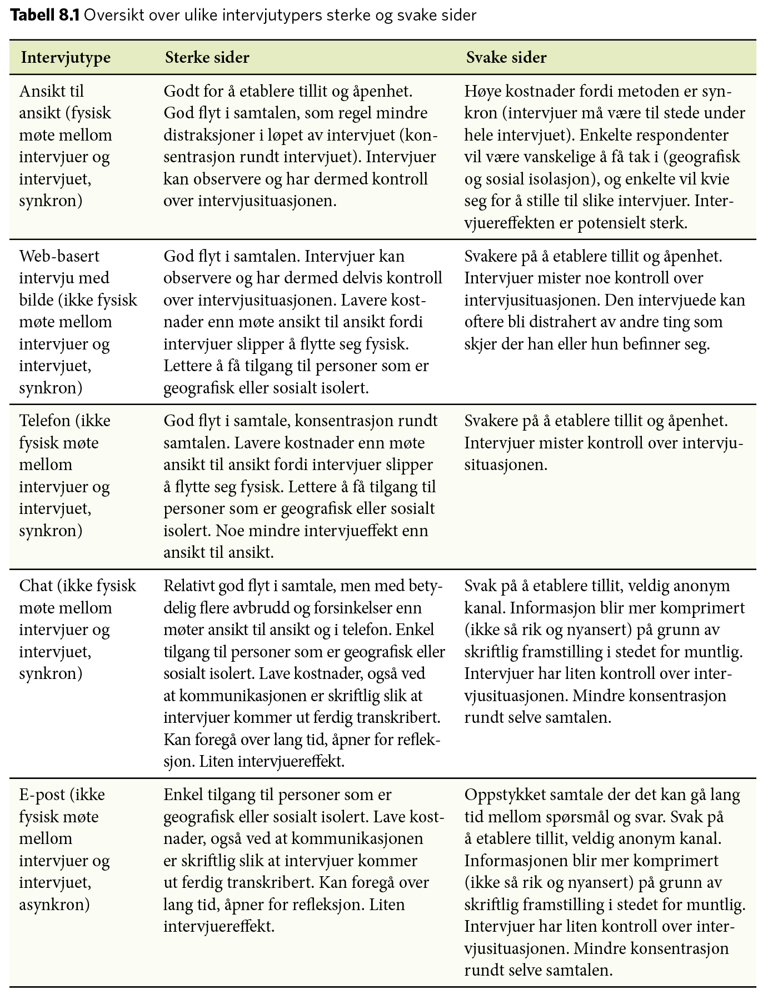 Tabell 8.1 Oversikt over ulike intervjutypers sterke og svake sider
Intervjutype
Sterke sider
Svake sider
Ansikt til
ansikt (fysisk
møte mellom
intervjuer og
intervjuet,
synkron)
Godt for å etablere tillit og åpenhet.
God flyt i samtalen, som regel mindre
distraksjoner i løpet av intervjuet (kon-
sentrasjon rundt intervjuet). Intervjuer
kan observere og har dermed kontroll
over intervjusituasjonen.
Høye kostnader fordi metoden er syn-
kron (intervjuer må være til stede under
hele intervjuet). Enkelte respondenter
vil være vanskelige å få tak i (geografisk
og sosial isolasjon), og enkelte vil kvie
seg for å stille til slike intervjuer. Inter-
vjuereffekten er potensielt sterk.
Web-basert
intervju med
bilde (ikke fysisk
møte mellom
intervjuer og
intervjuet,
synkron)
God flyt i samtalen. Intervjuer kan
observere og har dermed delvis kontroll
over intervjusituasjonen. Lavere kost-
nader enn møte ansikt til ansikt fordi
intervjuer slipper å flytte seg fysisk.
Lettere å få tilgang til personer som er
geografisk eller sosialt isolert.
Svakere på å etablere tillit og åpenhet.
Intervjuer mister noe kontroll over
intervjusituasjonen. Den intervjuede kan
oftere bli distrahert av andre ting som
skjer der han eller hun befinner seg.
Telefon (ikke
fysisk møte
mellom
intervjuer og
intervjuet,
synkron)
God flyt i samtale, konsentrasjon rundt
samtalen. Lavere kostnader enn møte
ansikt til ansikt fordi intervjuer slipper
å flytte seg fysisk. Lettere å få tilgang til
personer som er geografisk eller sosialt
isolert. Noe mindre intervjueffekt enn
ansikt til ansikt.
Svakere på å etablere tillit og åpenhet.
Intervjuer mister kontroll over intervju-
situasjonen.
Chat (ikke fysisk
møte mellom
intervjuer og
intervjuet,
synkron)
Relativt god flyt i samtale, men med bety-
delig flere avbrudd og forsinkelser enn
møter ansikt til ansikt og i telefon. Enkel
tilgang til personer som er geografisk eller
sosialt isolert. Lave kostnader, også ved
at kommunikasjonen er skriftlig slik at
intervjuer kommer ut ferdig transkribert.
Kan foregå over lang tid, åpner for reflek-
sjon. Liten intervjuereffekt.
Svak på å etablere tillit, veldig anonym
kanal. Informasjon blir mer komprimert
(ikke så rik og nyansert) på grunn av
skriftlig framstilling i stedet for muntlig.
Intervjuer har liten kontroll over inter-
vjusituasjonen. Mindre konsentrasjon
rundt selve samtalen.
E-post (ikke
fysisk møte
mellom
intervjuer og
intervjuet,
asynkron)
Enkel tilgang til personer som er
geografisk eller sosialt isolert. Lave kost-
nader, også ved at kommunikasjonen
er skriftlig slik at intervjuer kommer
ut ferdig transkribert. Kan foregå over
lang tid, åpner for refleksjon. Liten
intervjuereffekt.
Oppstykket samtale der det kan gå lang
tid mellom spørsmål og svar. Svak på
å etablere tillit, veldig anonym kanal.
Informasjonen blir mer komprimert
(ikke så rik og nyansert) på grunn av
skriftlig framstilling i stedet for muntlig.
Intervjuer har liten kontroll over inter-
vjusituasjonen. Mindre konsentrasjon
rundt selve samtalen.